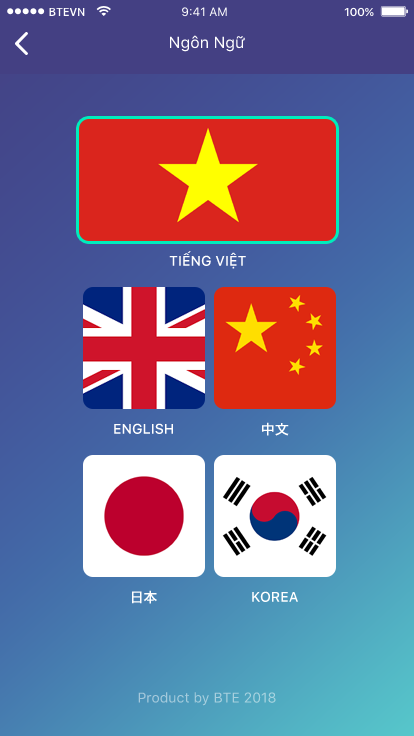 BTEVN 9:41 AM 100%
Ngôn Ngữ
TIẾNG VIỆT
ENGLISH 中文
日本 KOREA
Product by BTE 2018